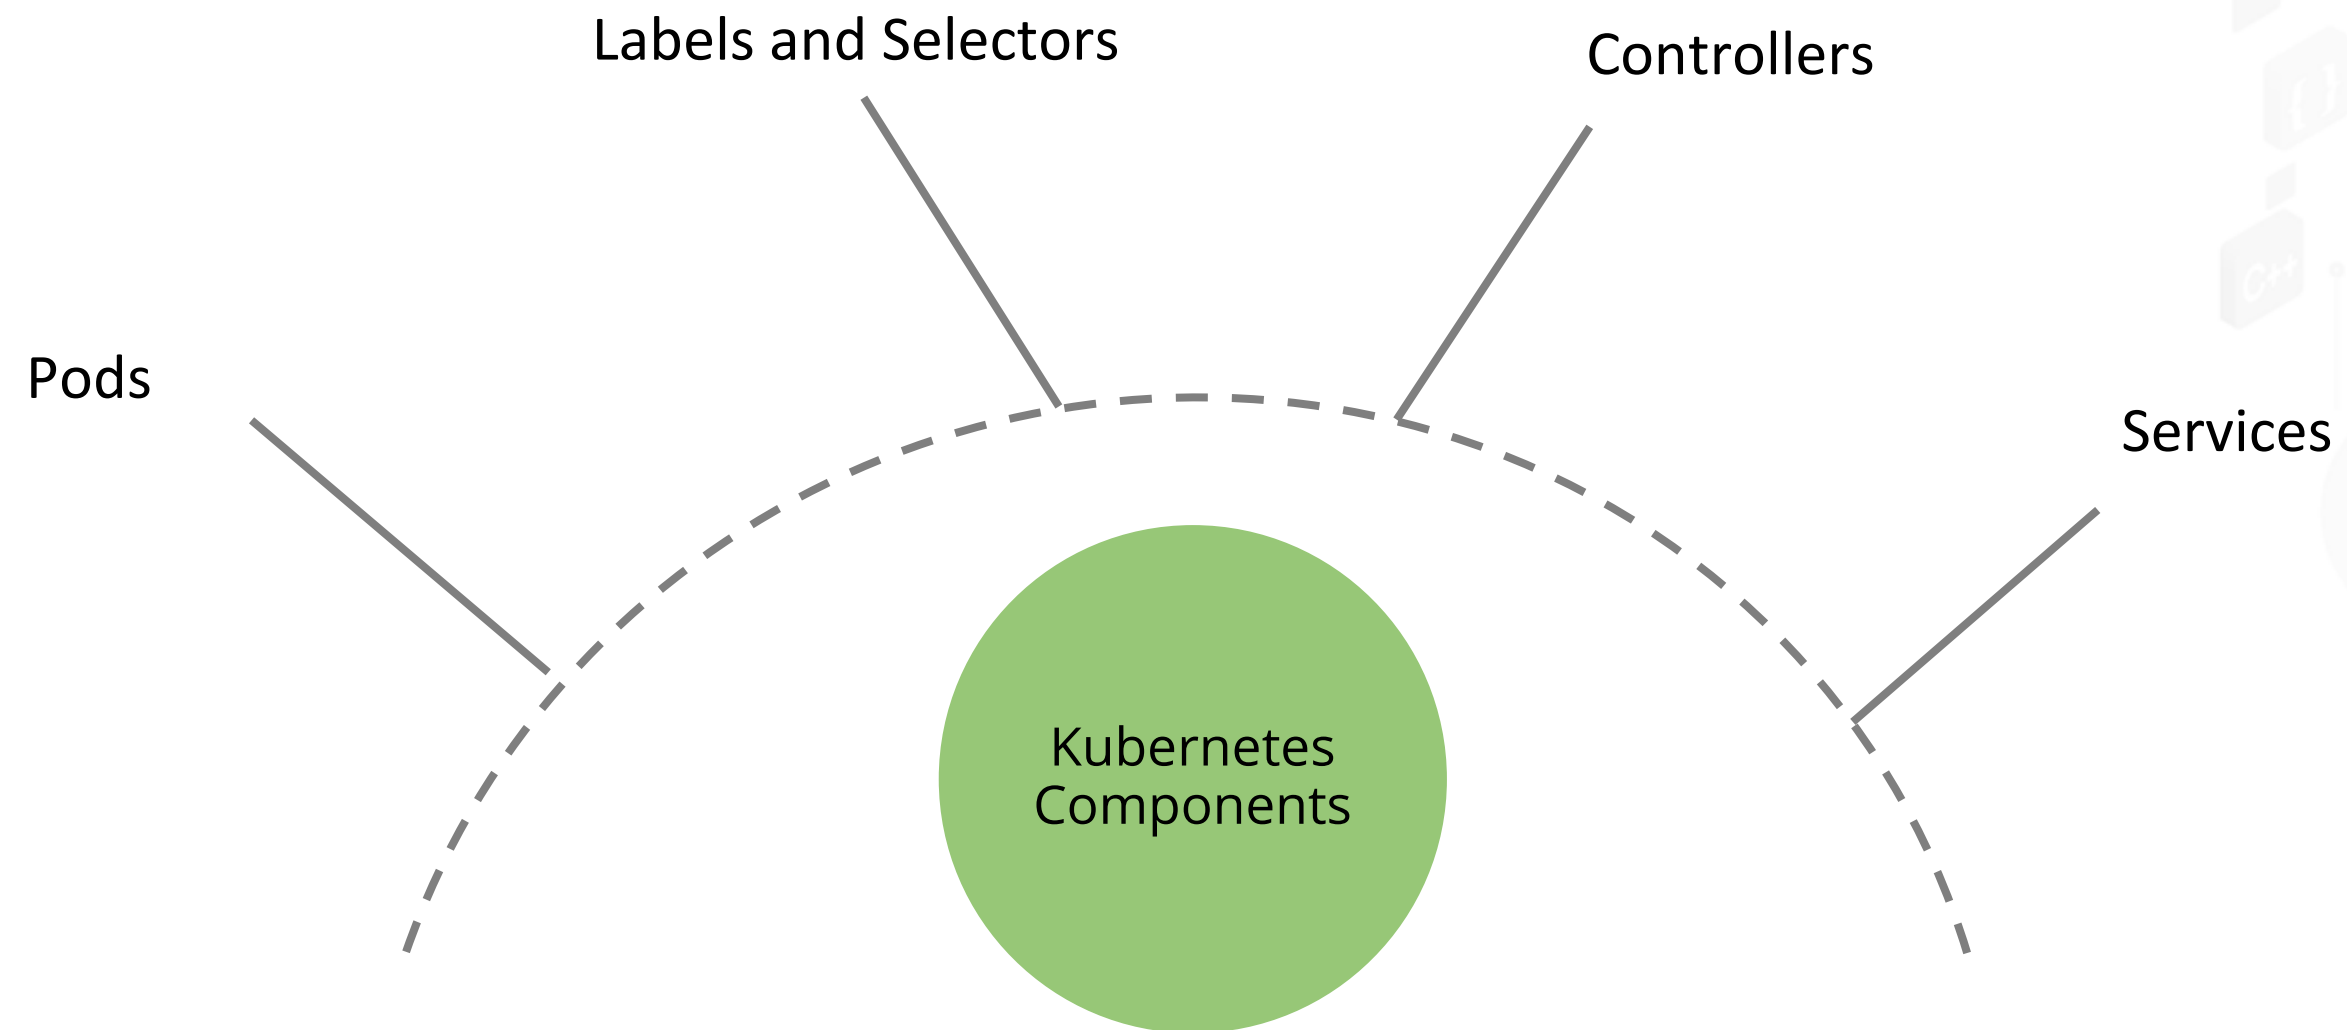 Labels and Selectors
Controllers
{ }
C++
Pods
Services
Kubernetes
Components